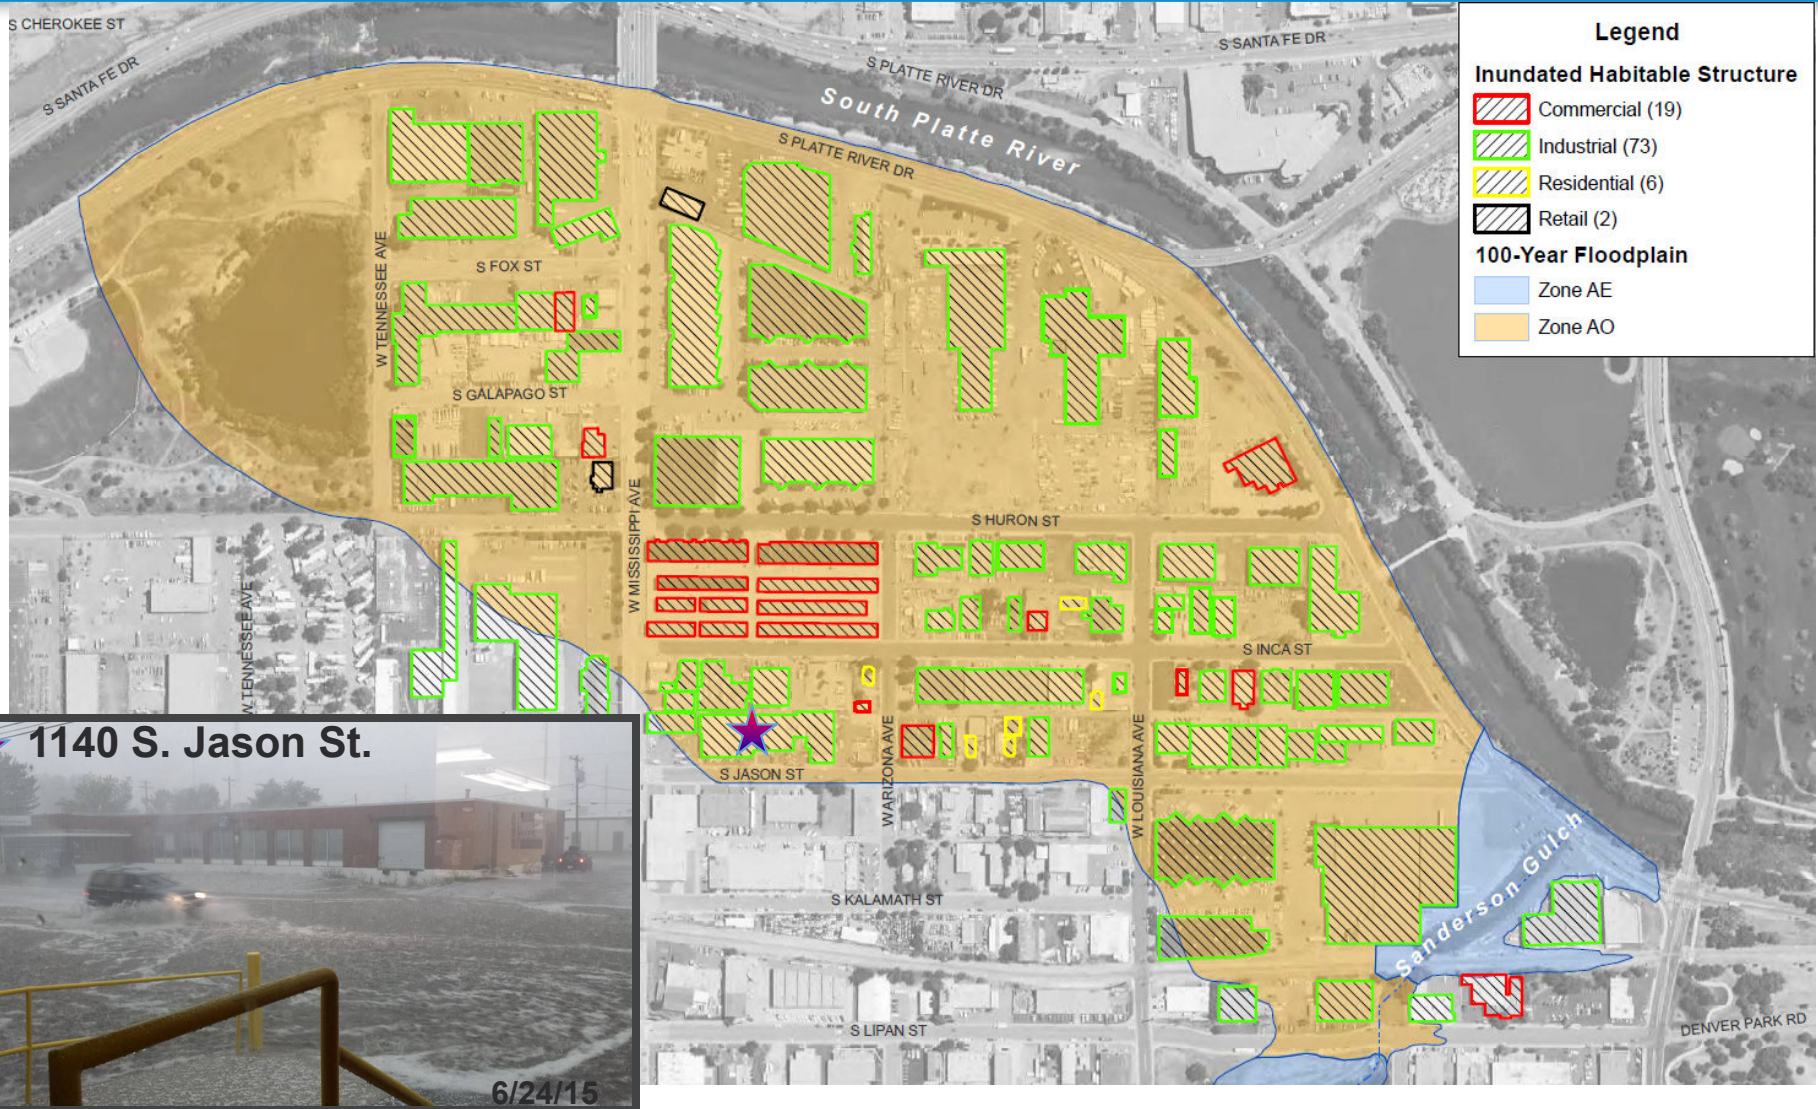 S CHEROKEE ST
S SANTA FE DR
S SANTA FE DR
S PLATTE RIVER DR
South Platte River
S PLATTE RIVER DR
W TENNESSEE AVE
S FOX ST
S GALAPAGO ST
W MISSISSIPPI AVE
S HURON ST
W TENNESSEE AVE
S INCA ST
S JASON ST
W ARIZONA AVE
W LOUISIANA AVE
S KALAMATH ST
Sanderson Gulch
S LIPAN ST
DENVER PARK RD
Legend
Inundated Habitable Structure
Commercial (19)
Industrial (73)
Residential (6)
Retail (2)
100-Year Floodplain
Zone AE
Zone AO
1140 S. Jason St.
6/24/15